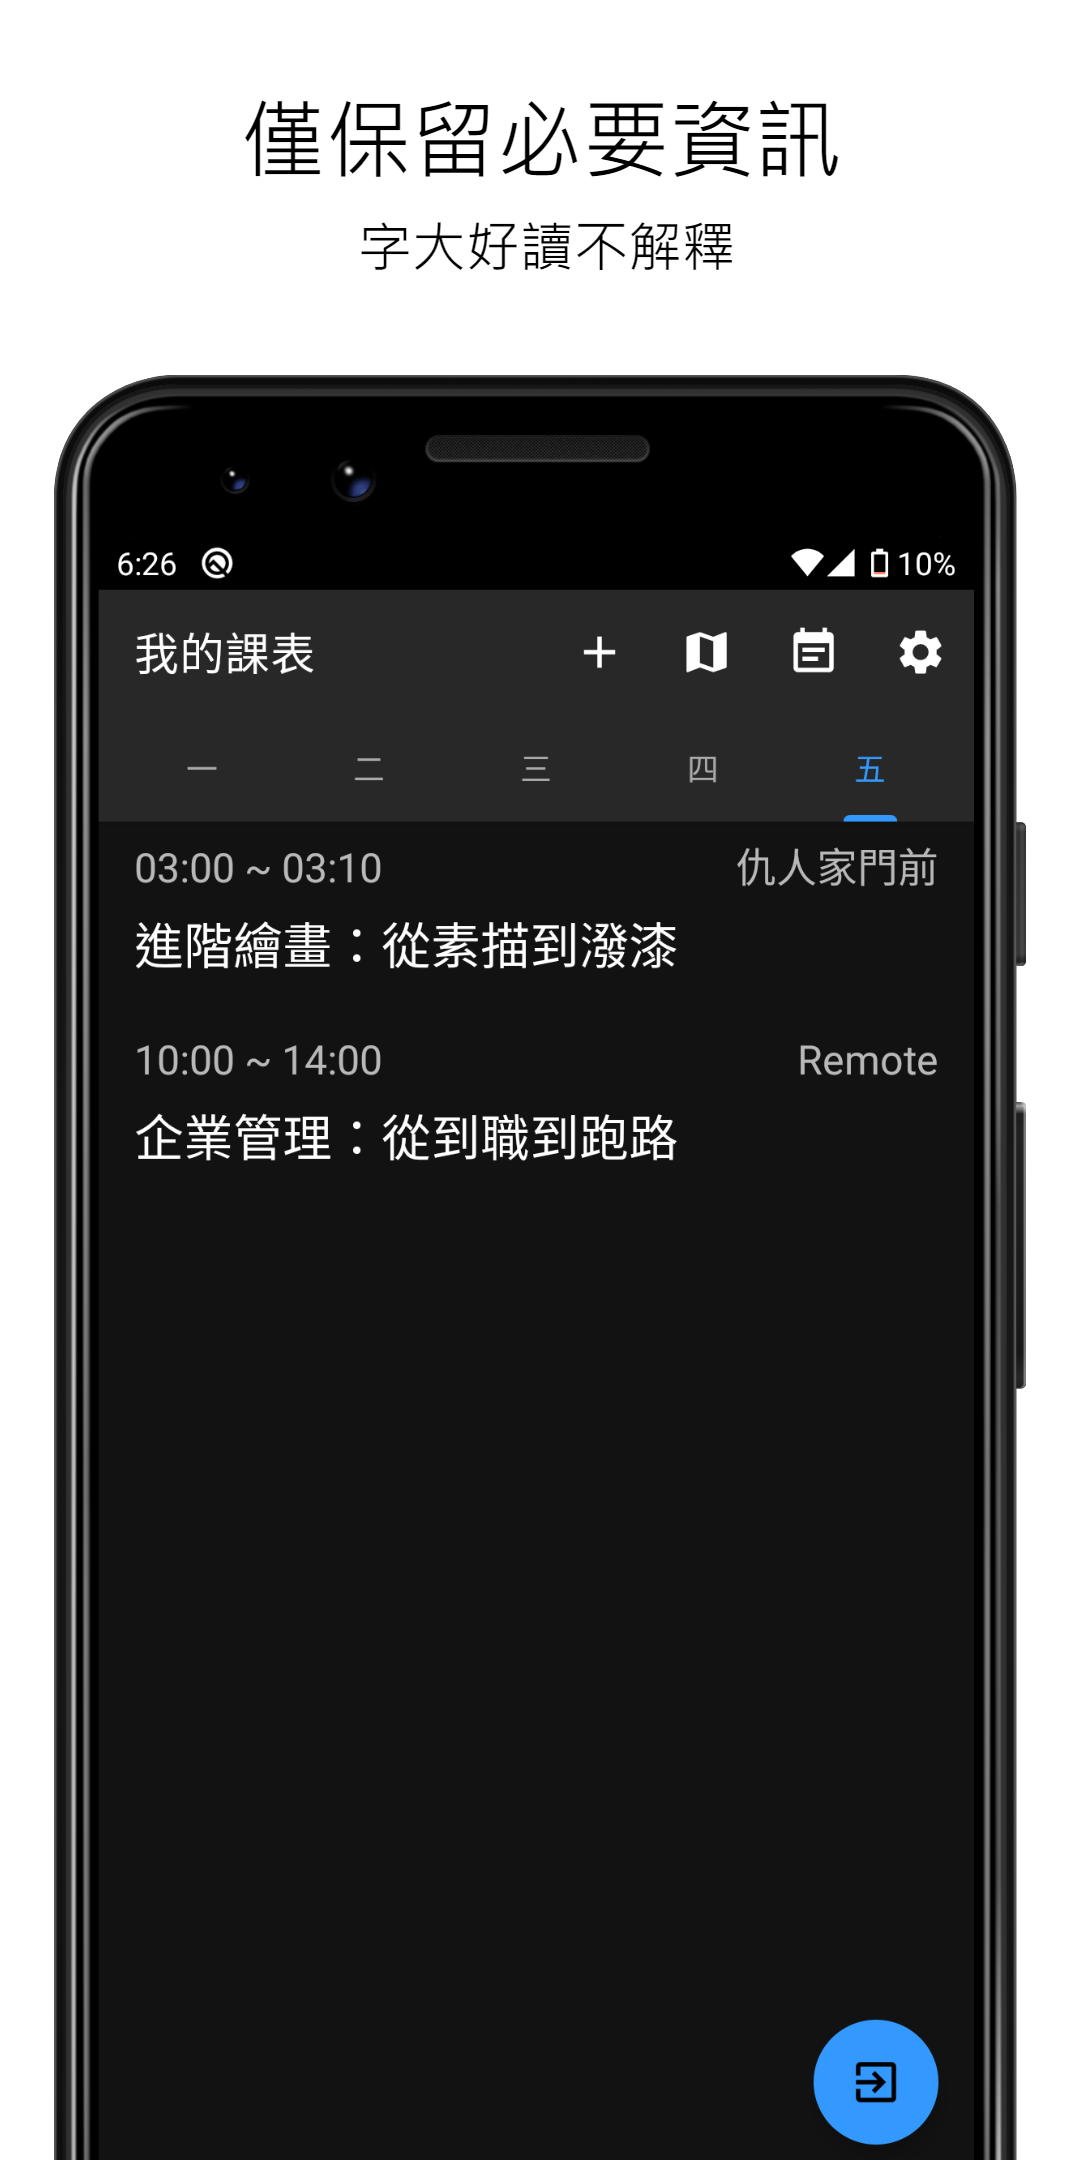 僅保留必要資訊
字大好讀不解釋
6:26 10%
我的課表
一 二 三 四 五
03:00 ~ 03:10 仇人家門前
進階繪畫：從素描到潑漆
10:00 ~ 14:00 Remote
企業管理：從到職到跑路